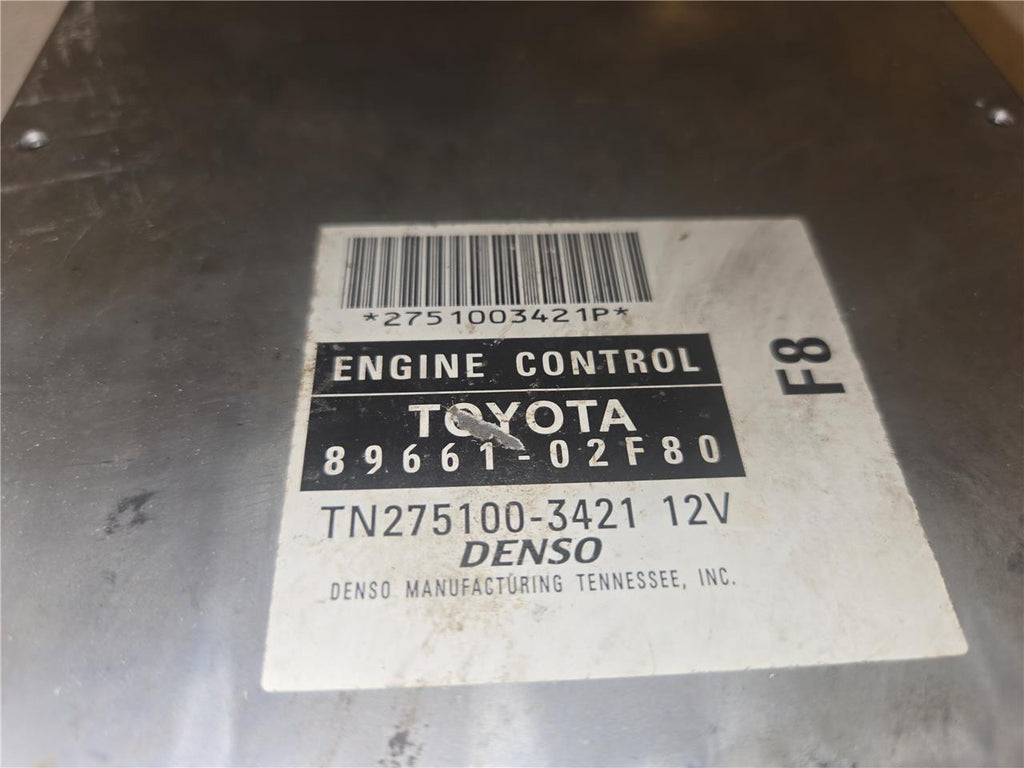 *2751003421P*
ENGINE CONTROL
TOYOTA
89661-02F80
F8
TN275100-3421 12V
DENSO
DENSO MANUFACTURING TENNESSEE, INC.